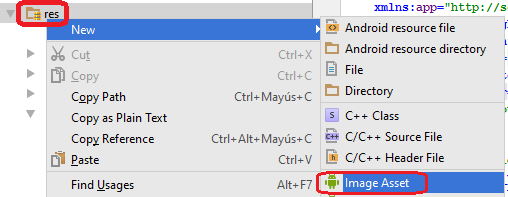 res
xmlns:app="http://s
New
Android resource file
Android resource directory
File
Directory
Cut Ctrl+X
Copy Ctrl+C
Copy Path Ctrl+Mayús+C
Copy as Plain Text
Copy Reference Ctrl+Alt+Mayús+C
Paste Ctrl+V
Find Usages Alt+F7
C++ Class
C/C++ Source File
C/C++ Header File
Image Asset